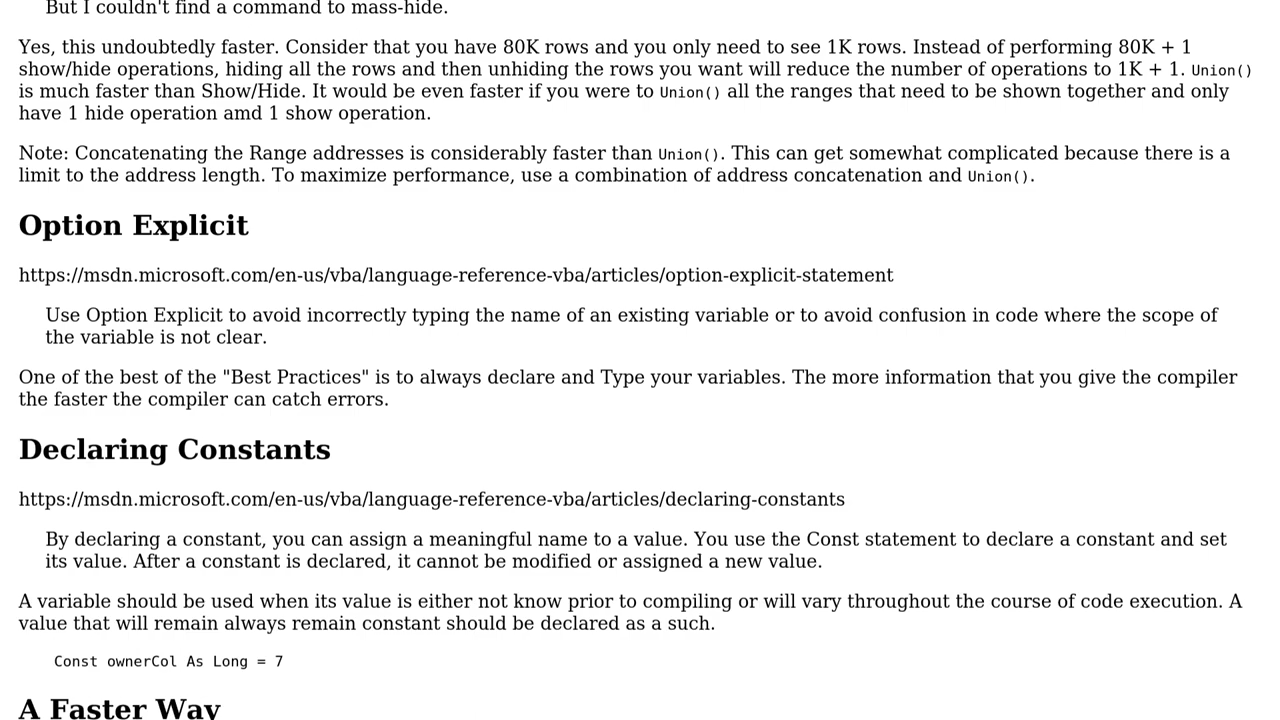 But I couldn't find a command to mass-hide.
Yes, this undoubtedly faster. Consider that you have 80K rows and you only need to see 1K rows. Instead of performing 80K + 1
show/hide operations, hiding all the rows and then unhiding the rows you want will reduce the number of operations to 1K + 1. Union()
is much faster than Show/Hide. It would be even faster if you were to Union() all the ranges that need to be shown together and only
have 1 hide operation amd 1 show operation.
Note: Concatenating the Range addresses is considerably faster than Union(). This can get somewhat complicated because there is a
limit to the address length. To maximize performance, use a combination of address concatenation and Union().
Option Explicit
https://msdn.microsoft.com/en-us/vba/language-reference-vba/articles/option-explicit-statement
Use Option Explicit to avoid incorrectly typing the name of an existing variable or to avoid confusion in code where the scope of
the variable is not clear.
One of the best of the "Best Practices" is to always declare and Type your variables. The more information that you give the compiler
the faster the compiler can catch errors.
Declaring Constants
https://msdn.microsoft.com/en-us/vba/language-reference-vba/articles/declaring-constants
By declaring a constant, you can assign a meaningful name to a value. You use the Const statement to declare a constant and set
its value. After a constant is declared, it cannot be modified or assigned a new value.
A variable should be used when its value is either not know prior to compiling or will vary throughout the course of code execution. A
value that will remain always remain constant should be declared as a such.
Const ownerCol As Long = 7
A Faster Way